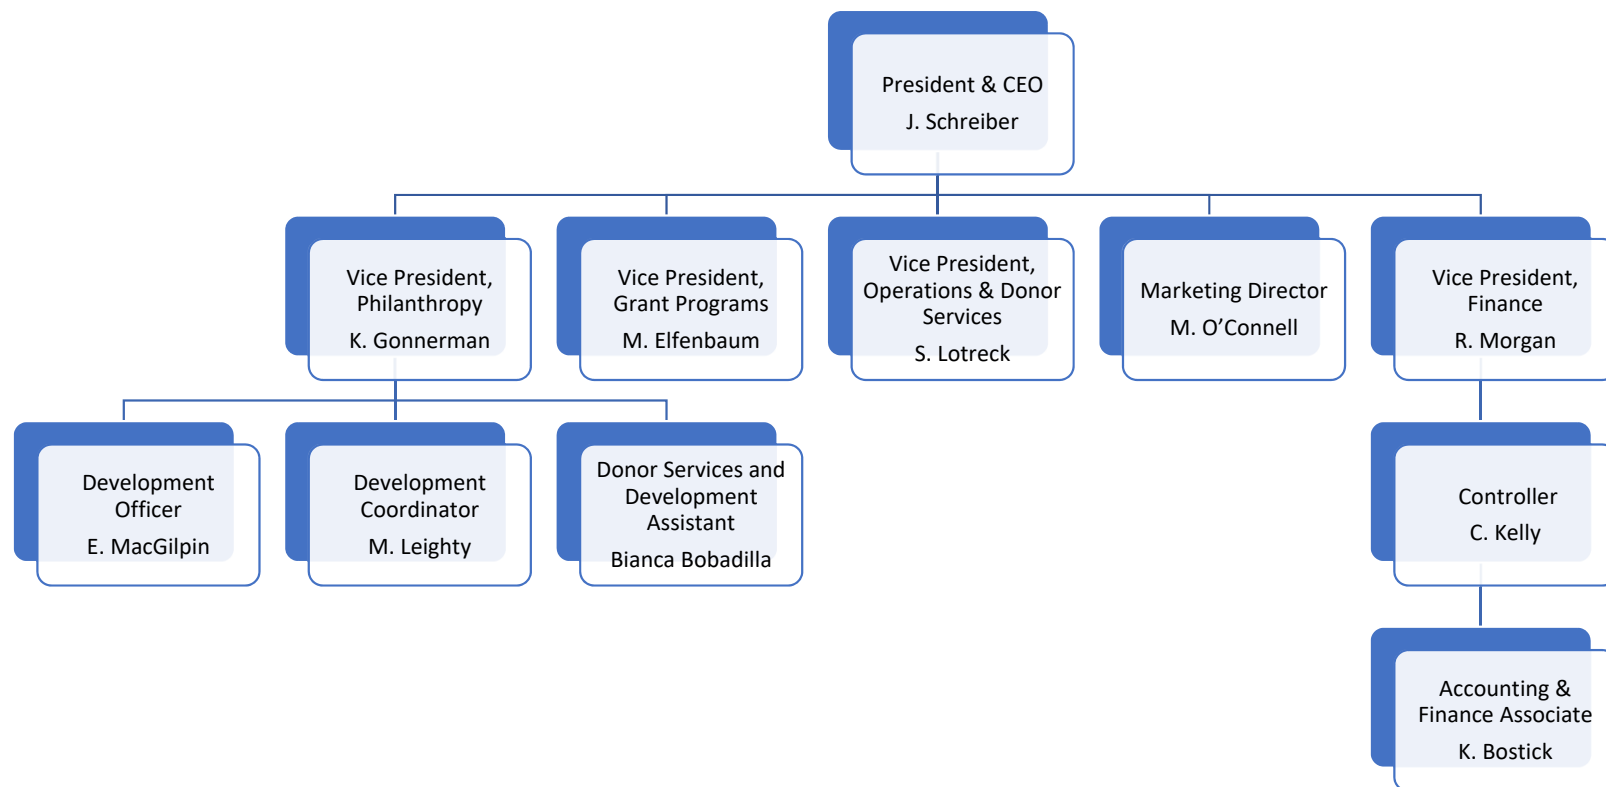 President & CEO
J. Schreiber
Vice President,
Philanthropy
K. Gonnerman
Vice President,
Grant Programs
M. Elfenbaum
Vice President,
Operations & Donor
Services
S. Lotreck
Marketing Director
M. O’Connell
Vice President,
Finance
R. Morgan
Development
Officer
E. MacGilpin
Development
Coordinator
M. Leighty
Donor Services and
Development
Assistant
Bianca Bobadilla
Controller
C. Kelly
Accounting &
Finance Associate
K. Bostick